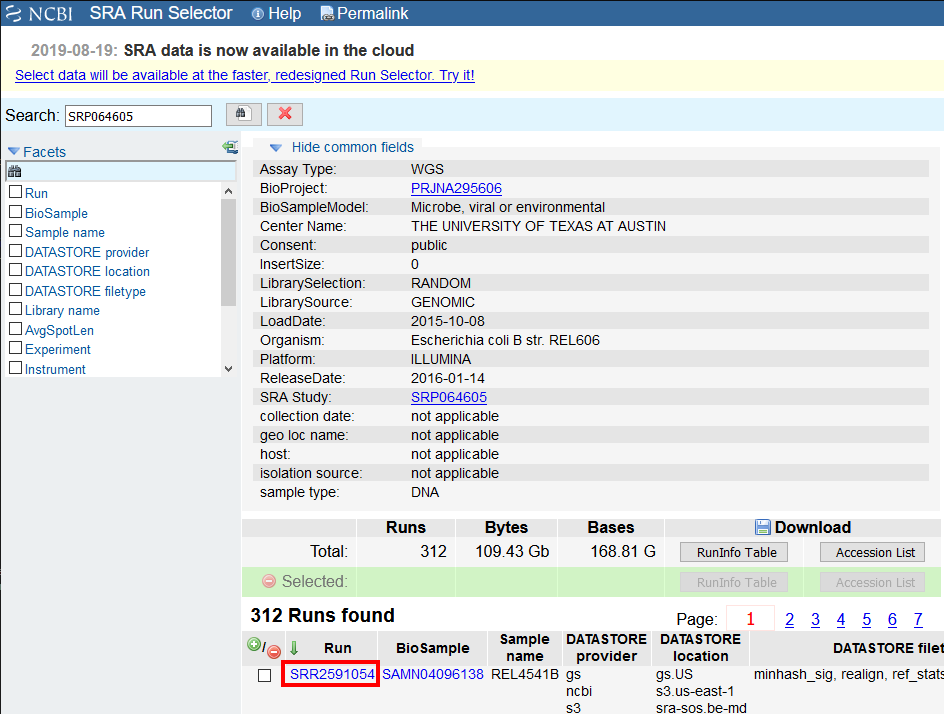 NCBI SRA Run Selector Help Permalink
2019-08-19: SRA data is now available in the cloud
Select data will be available at the faster, redesigned Run Selector. Try it!
Search: SRP064605
Facets
Run
BioSample
Sample name
DATASTORE provider
DATASTORE location
DATASTORE filetype
Library name
AvgSpotLen
Experiment
Instrument
Hide common fields
Assay Type: WGS
BioProject: PRJNA295606
BioSampleModel: Microbe, viral or environmental
Center Name: THE UNIVERSITY OF TEXAS AT AUSTIN
Consent: public
InsertSize: 0
LibrarySelection: RANDOM
LibrarySource: GENOMIC
LoadDate: 2015-10-08
Organism: Escherichia coli B str. REL606
Platform: ILLUMINA
ReleaseDate: 2016-01-14
SRA Study: SRP064605
collection date: not applicable
geo loc name: not applicable
host: not applicable
isolation source: not applicable
sample type: DNA
Runs Bytes Bases Download
Total: 312 109.43 Gb 168.81 G RunInfo Table Accession List
Selected: RunInfo Table Accession List
312 Runs found
Page: 1 2 3 4 5 6 7
Run BioSample Sample name DATASTORE provider DATASTORE location DATASTORE filet
SRR2591054 SAMN04096138 REL4541B gs gs.US minhash_sig, realign, ref_stats
ncbi s3.us-east-1
s3 sra-sos.be-md